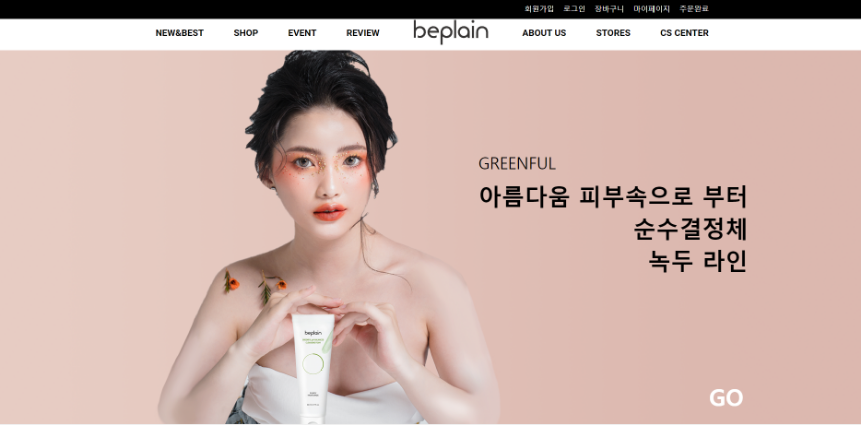 회원가입 로그인 장바구니 마이페이지 주문완료
NEW&BEST SHOP EVENT REVIEW beplain ABOUT US STORES CS CENTER
GREENFUL
아름다움 피부속으로 부터
순수결정체
녹두 라인
beplain
GO